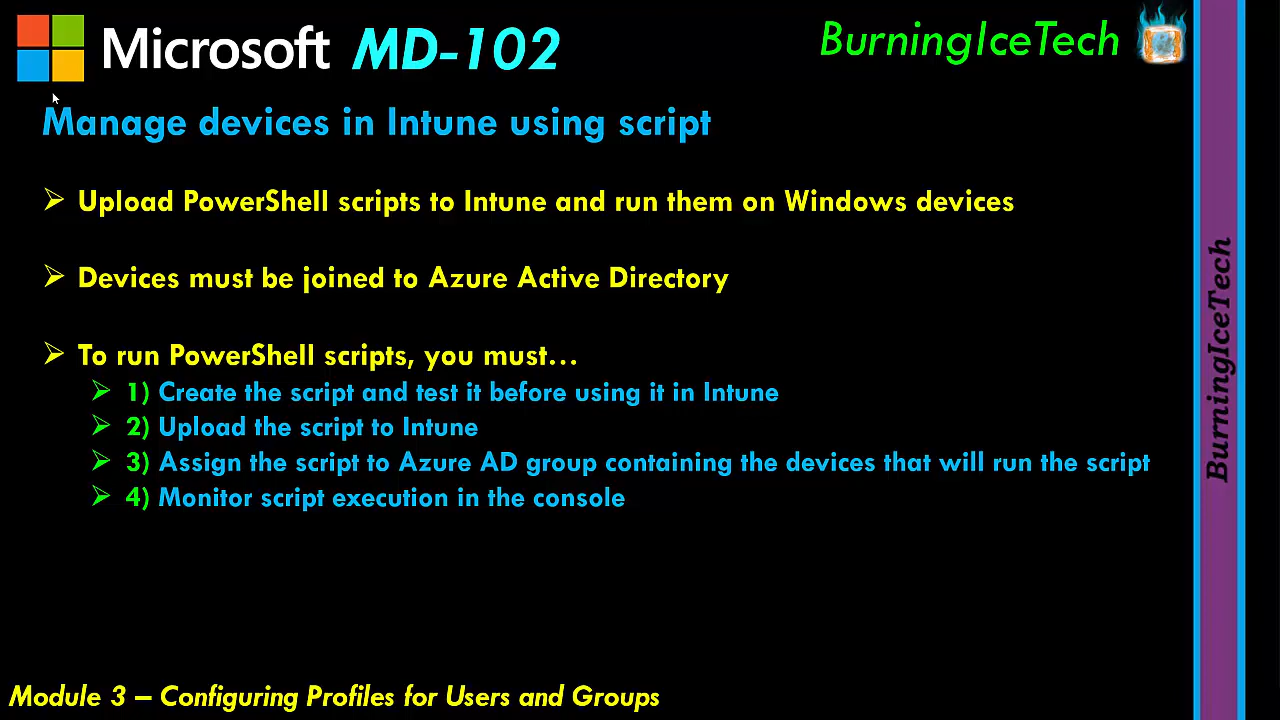 Microsoft MD-102
BurningIceTech
Manage devices in Intune using script
Upload PowerShell scripts to Intune and run them on Windows devices
Devices must be joined to Azure Active Directory
To run PowerShell scripts, you must…
1) Create the script and test it before using it in Intune
2) Upload the script to Intune
3) Assign the script to Azure AD group containing the devices that will run the script
4) Monitor script execution in the console
BurningIceTech
Module 3 – Configuring Profiles for Users and Groups